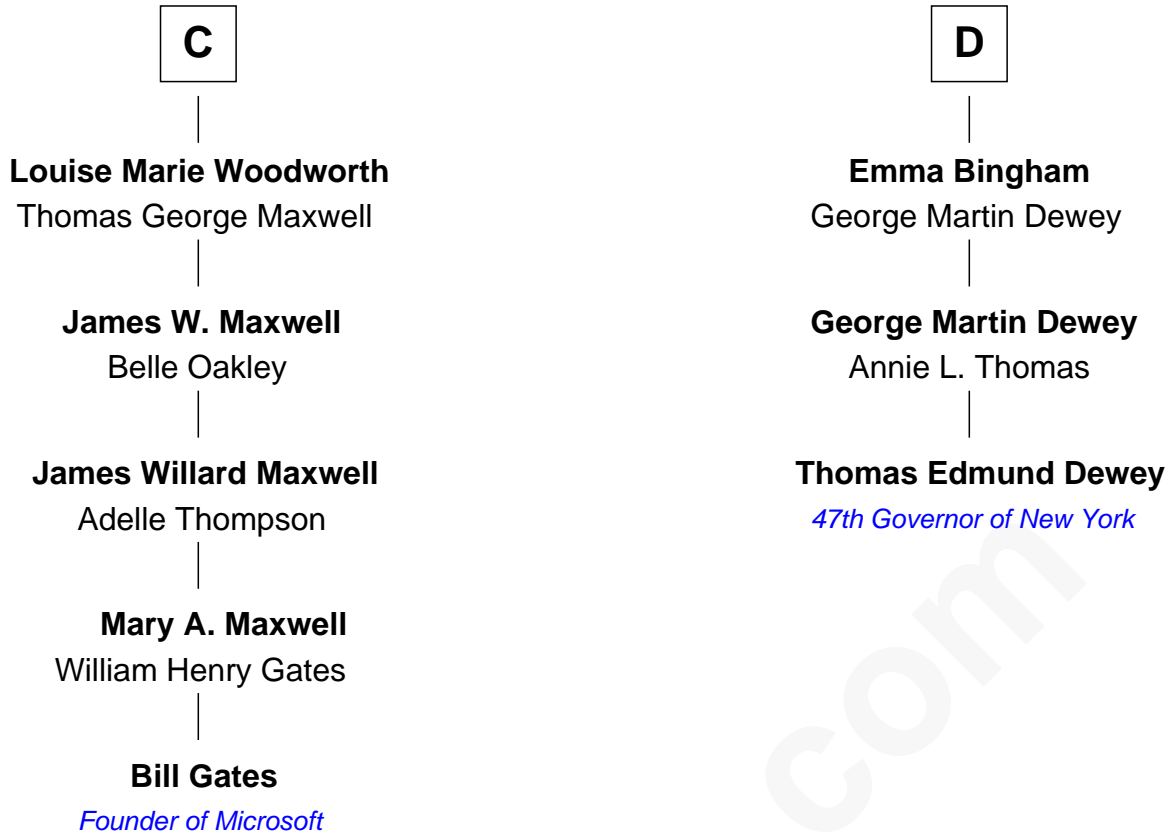 C
Louise Marie Woodworth
Thomas George Maxwell
James W. Maxwell
Belle Oakley
James Willard Maxwell
Adelle Thompson
Mary A. Maxwell
William Henry Gates
Bill Gates
Founder of Microsoft
D
Emma Bingham
George Martin Dewey
George Martin Dewey
Annie L. Thomas
Thomas Edmund Dewey
47th Governor of New York
com